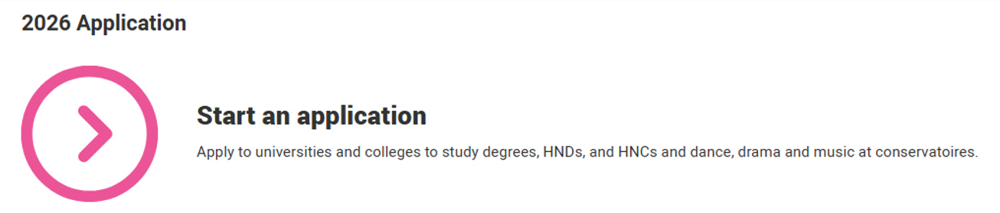 2026 Application
Start an application
Apply to universities and colleges to study degrees, HNDs, and HNCs and dance, drama and music at conservatoires.